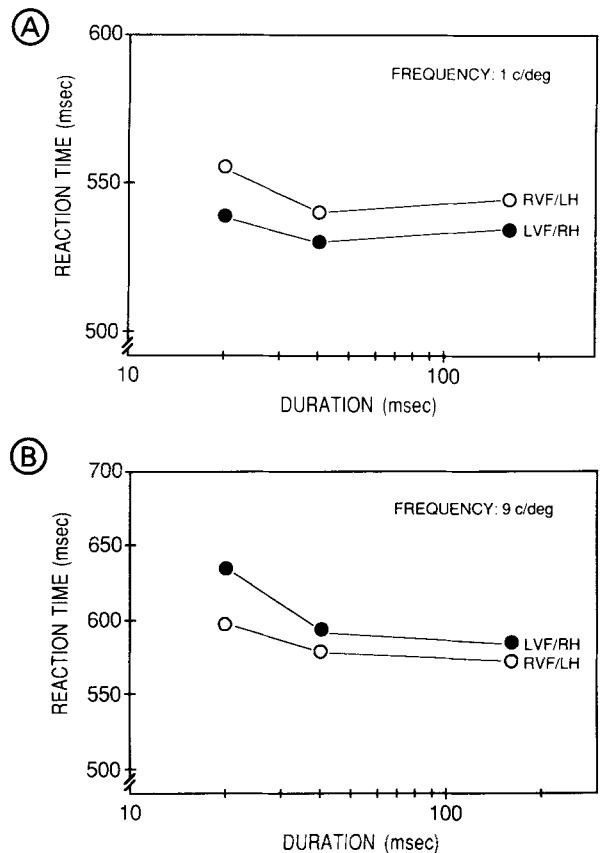 A
600
FREQUENCY: 1 c/deg
REACTION TIME (msec)
550
RVF/LH
LVF/RH
500
10
100
DURATION (msec)
B
700
FREQUENCY: 9 c/deg
650
REACTION TIME (msec)
600
LVF/RH
RVF/LH
550
500
10
100
DURATION (msec)